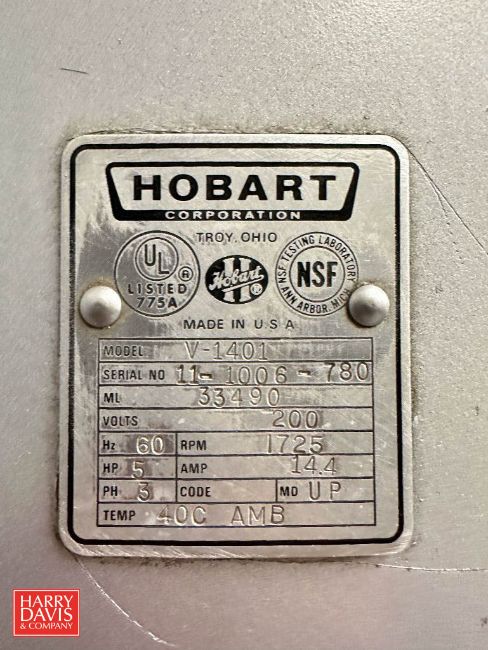 HOBART
CORPORATION
TROY, OHIO
UL ® LISTED 775A
Hobart ®
NSF TESTING LABORATORY NSF ANN ARBOR, MICH.
MADE IN U.S.A
MODEL V-1401
SERIAL NO 11-1006-780
ML 33490
VOLTS 200
Hz 60 RPM 1725
HP 5 AMP 14.4
PH 3 CODE MD UP
TEMP 40C AMB
HARRY
DAVIS
& COMPANY